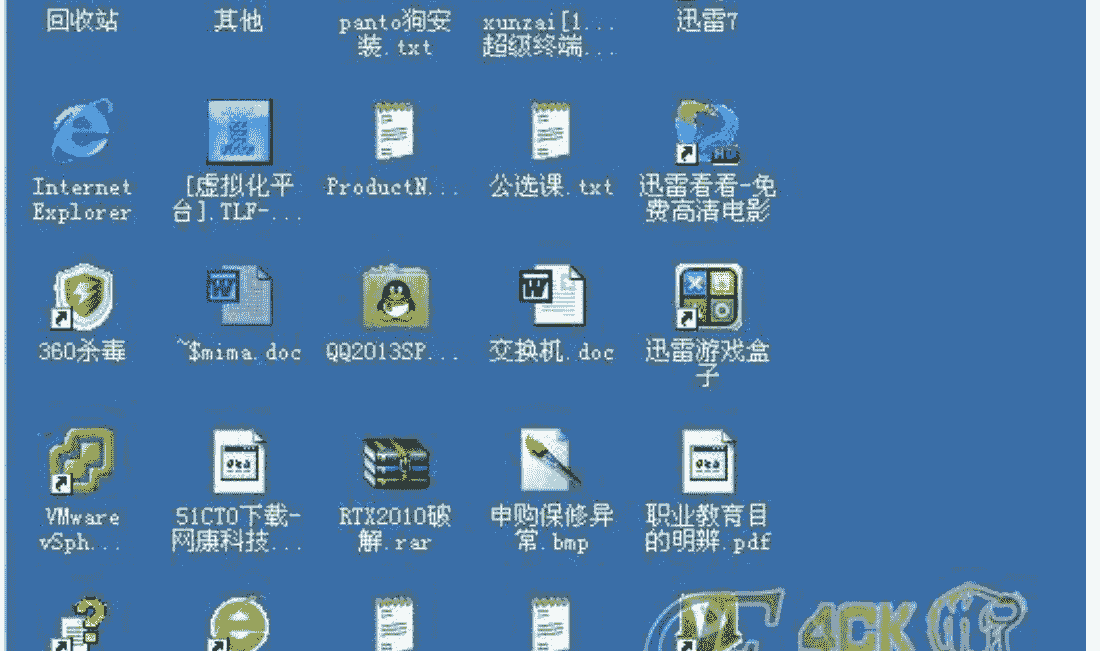 回收站
其他
panto狗安
装.txt
xunzai[1...
超级终端...
迅雷7
Internet
Explorer
[虚拟化平
台].TLF-...
ProductN...
公选课.txt
迅雷看看-免
费高清电影
360杀毒
~$mima.doc
QQ2013SP...
交换机.doc
迅雷游戏盒
子
VMware
vSph...
51CTO下载-
网康科技...
RTX2010破
解.rar
申购保修异
常.bmp
职业教育目
的明辨.pdf
4CK